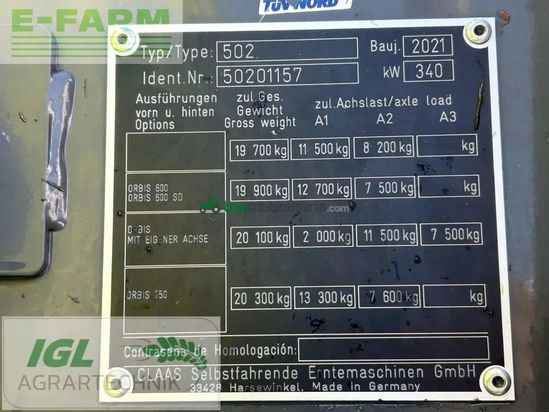 E-FARM
TÜV NORD
Typ/Type: 502 Bauj. 2021
Ident.Nr.: 50201157 kW 340
Ausführungen zul.Ges. zul.Achslast/axle load
vorn u. hinten Gewicht
Options Gross weight A1 A2 A3
19 700 kg 11 500 kg 8 200 kg kg
ORBIS 600
ORBIS 600 SD 19 900 kg 12 700 kg 7 500 kg kg
ORBIS
MIT EIGENER ACHSE 20 100 kg 2 000 kg 11 500 kg 7 500 kg
ORBIS 750 20 300 kg 13 300 kg 7 600 kg kg
Contrasena de Homologación:
CLAAS Selbstfahrende Erntemaschinen GmbH
33428 Harsewinkel, Made in Germany
IGL
AGRARTECHNIK